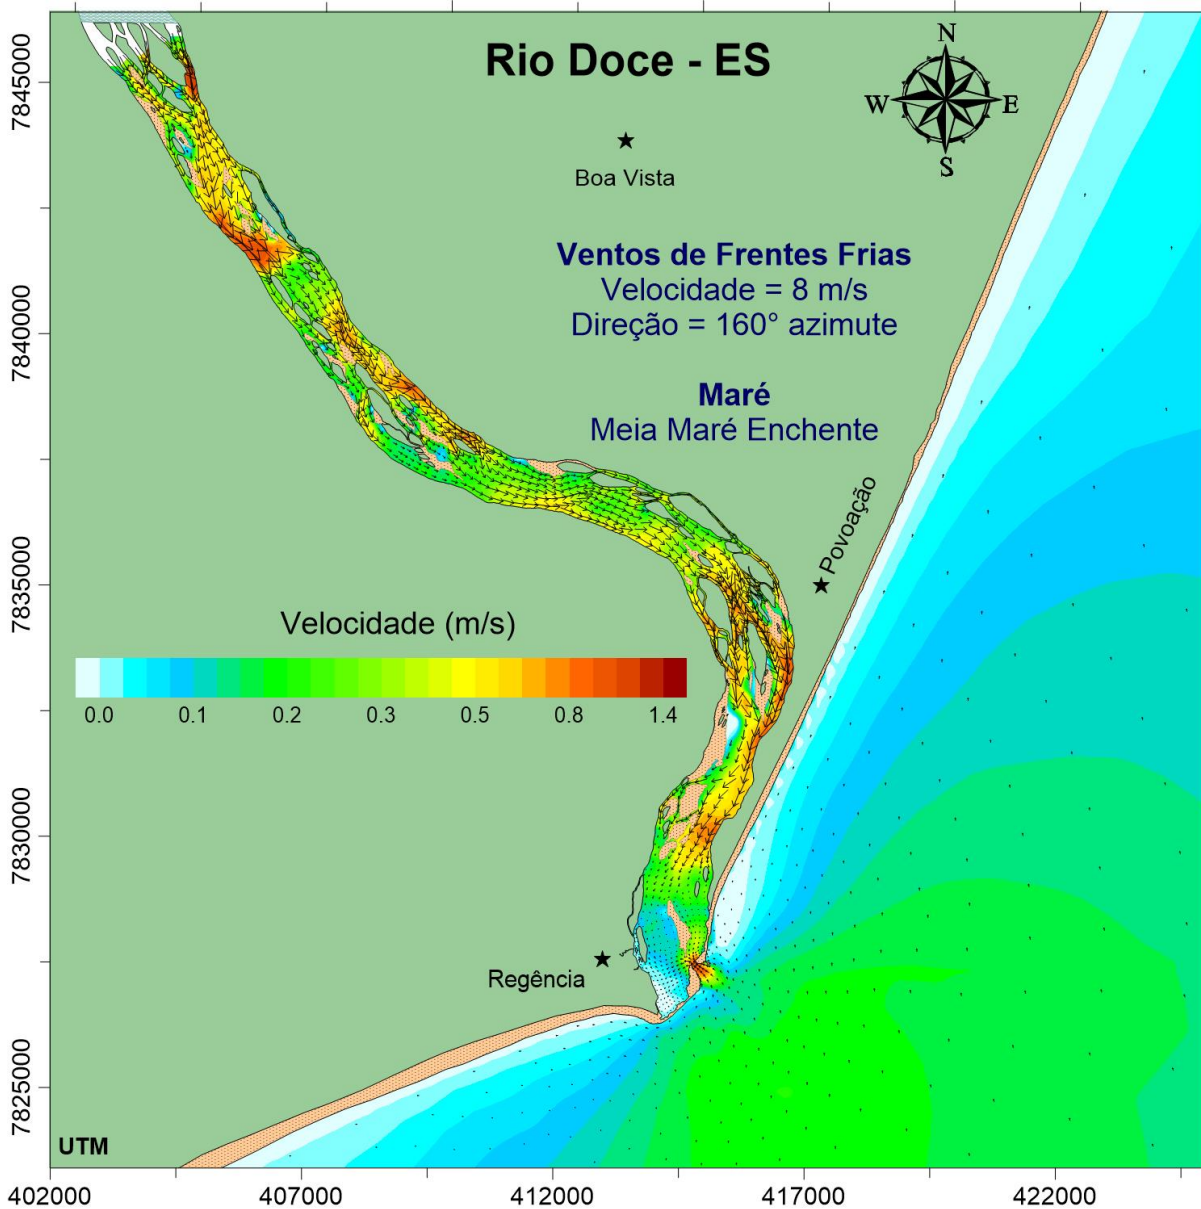 Rio Doce - ES
N
W
E
S
Boa Vista
Ventos de Frentes Frias
Velocidade = 8 m/s
Direção = 160° azimute
Maré
Meia Maré Enchente
Povoação
Velocidade (m/s)
0.0 0.1 0.2 0.3 0.5 0.8 1.4
Regência
UTM
7845000
7840000
7835000
7830000
7825000
402000 407000 412000 417000 422000